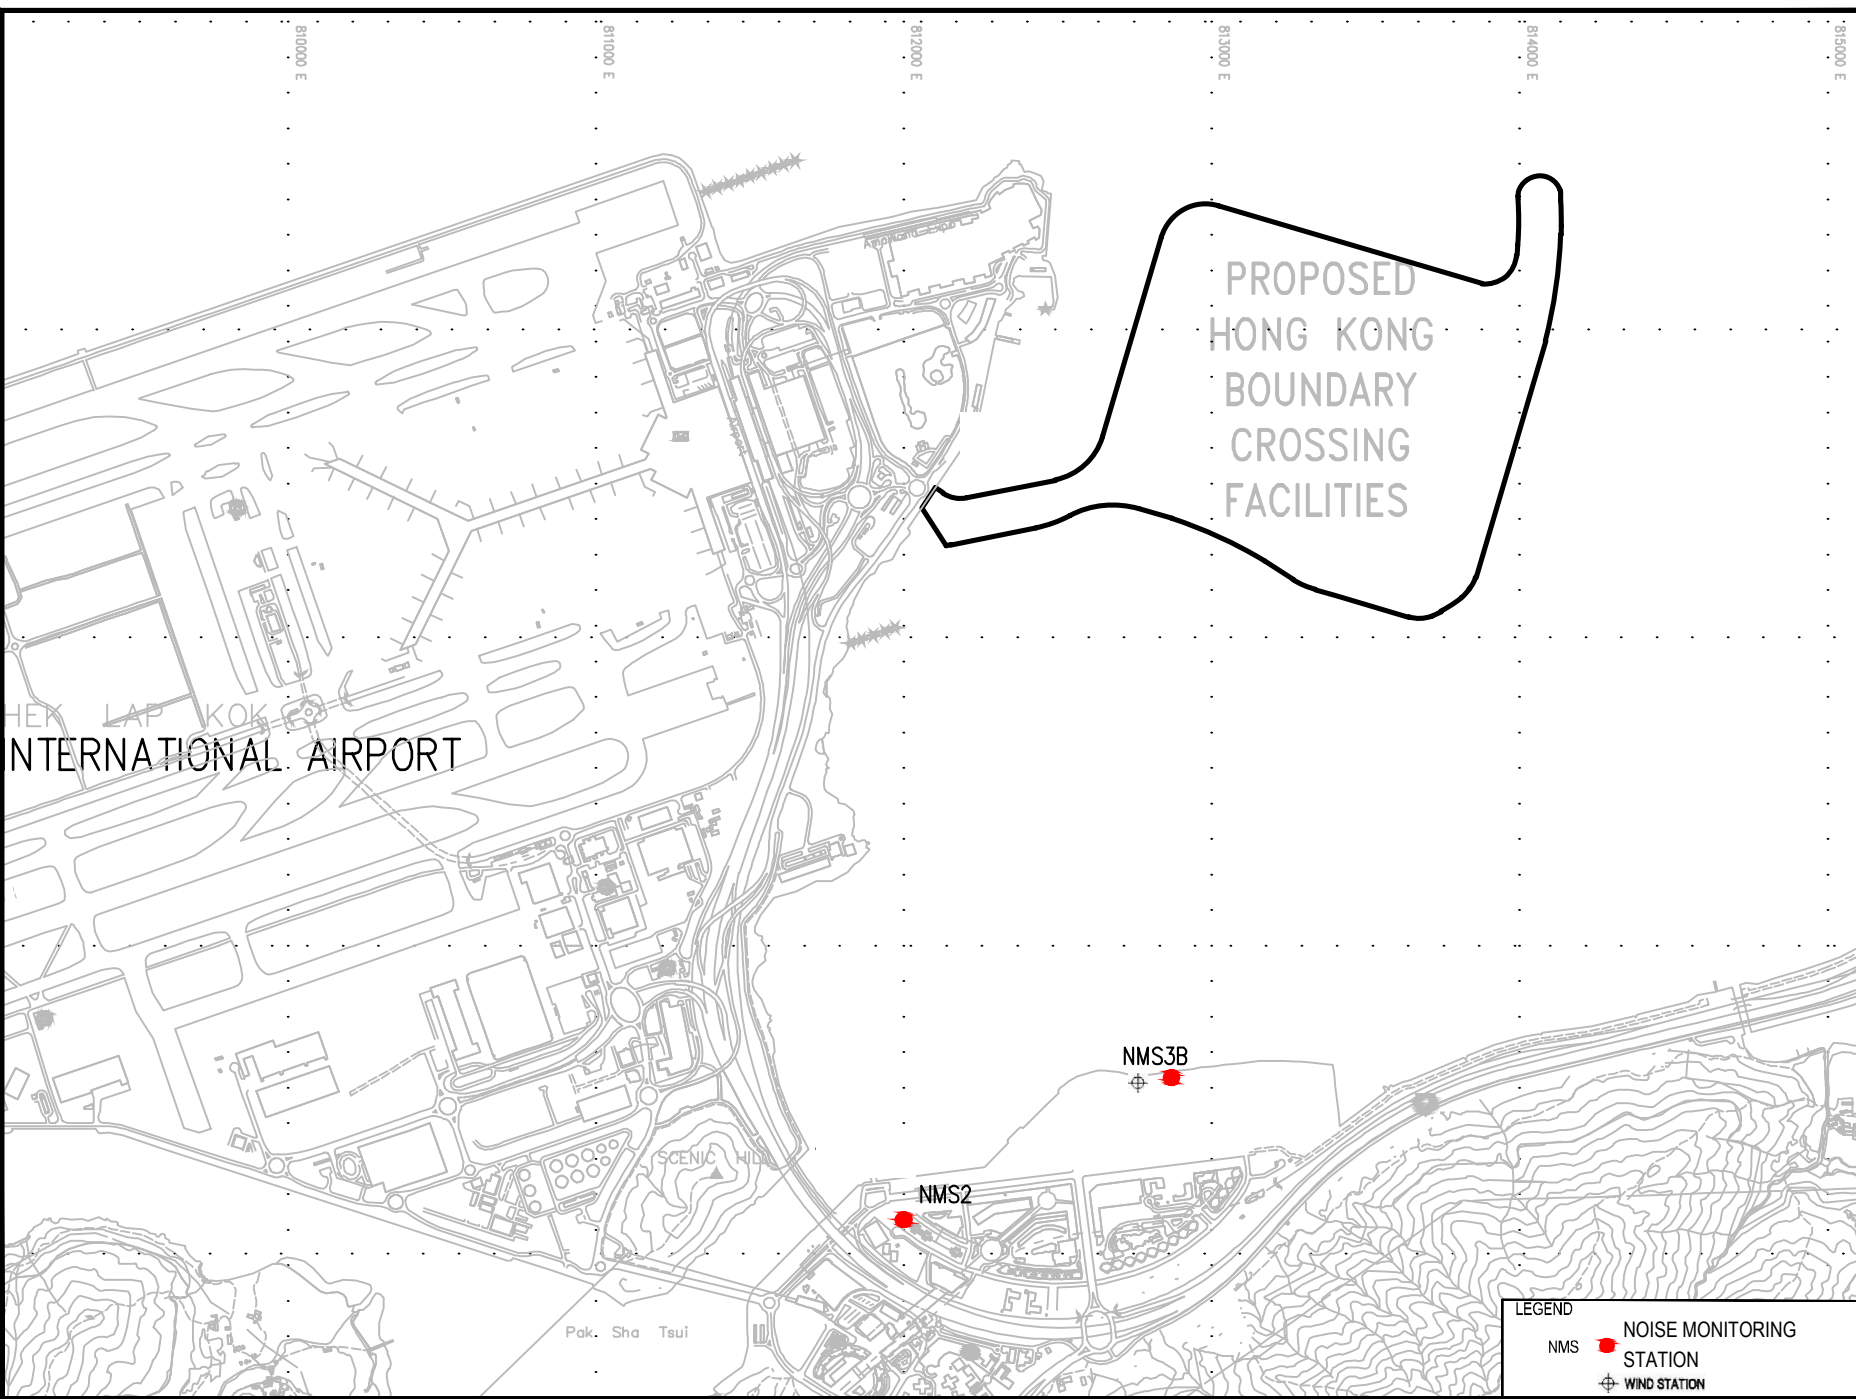 810000 E
811000 E
812000 E
813000 E
814000 E
815000 E
PROPOSED
HONG KONG
BOUNDARY
CROSSING
FACILITIES
Airport
HEK LAP KOK
INTERNATIONAL AIRPORT
NMS3B
SCENIC HILL
NMS2
Pak Sha Tsui
LEGEND
NMS
NOISE MONITORING
STATION
WIND STATION